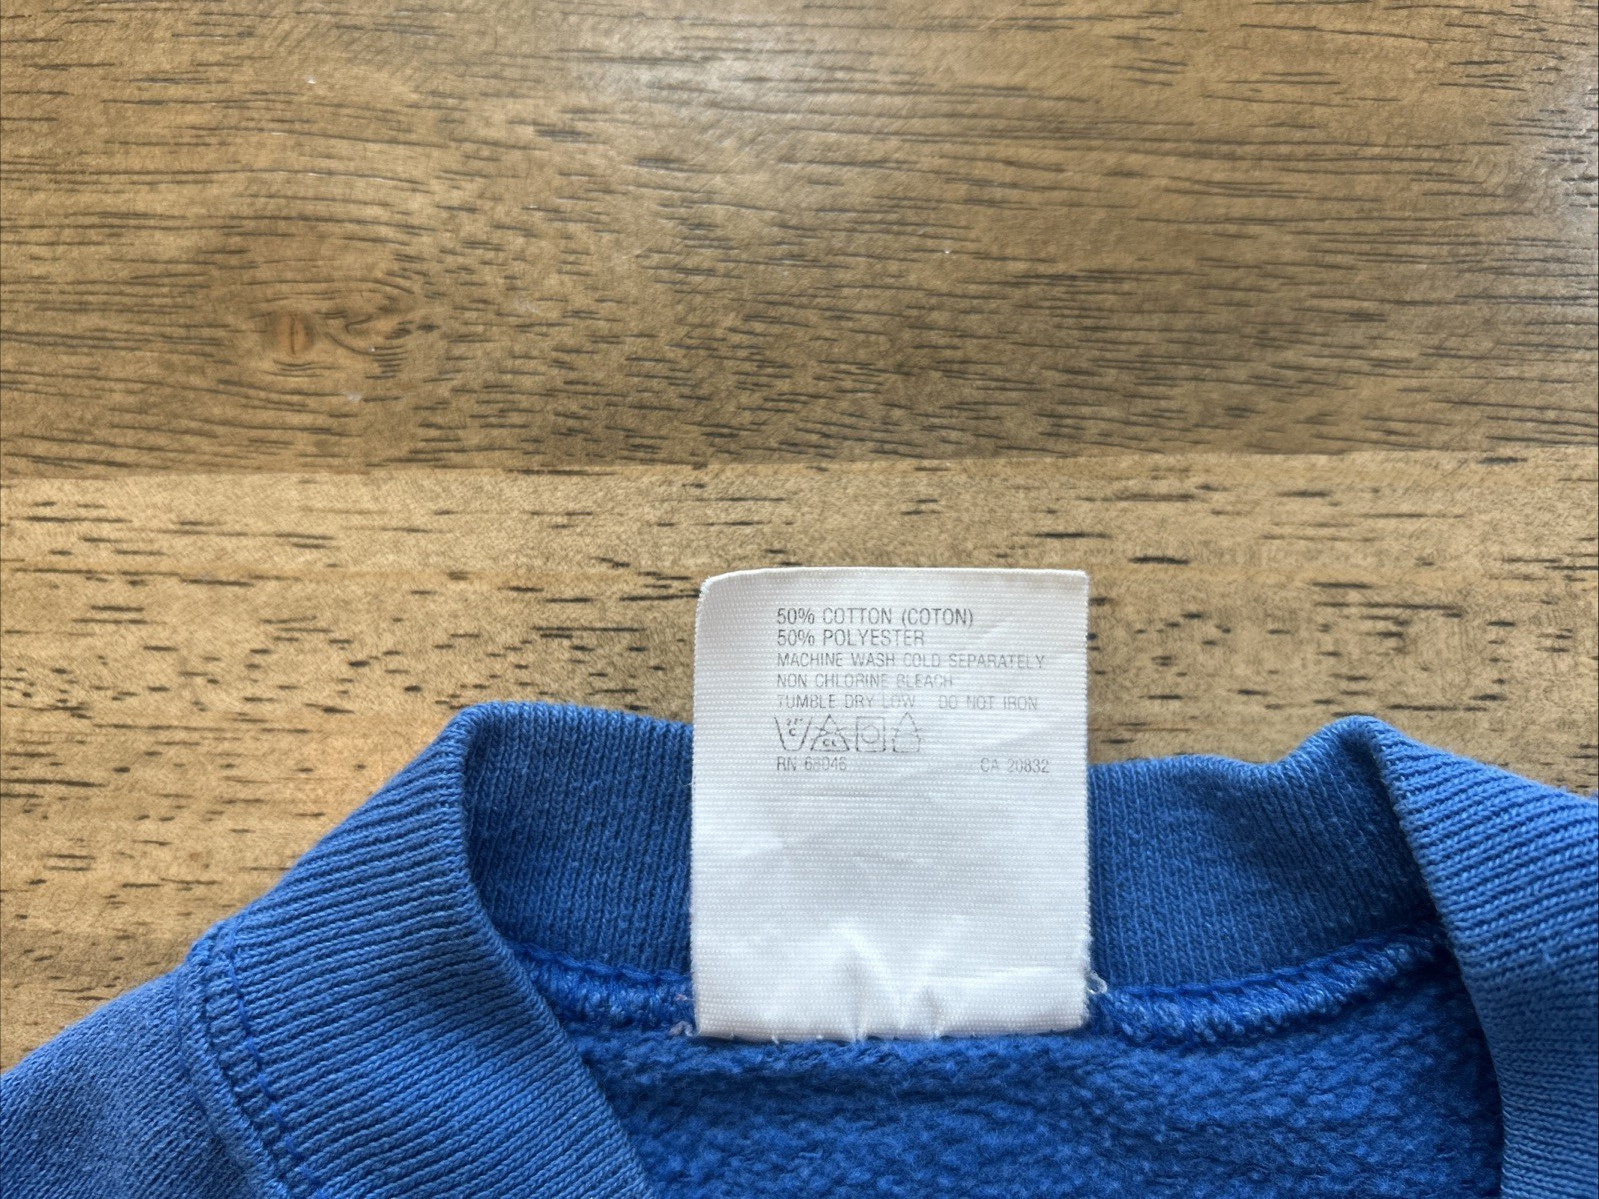 50% COTTON (COTON)
50% POLYESTER
MACHINE WASH COLD SEPARATELY
NON CHLORINE BLEACH
TUMBLE DRY LOW DO NOT IRON
C CL
RN CA 20832